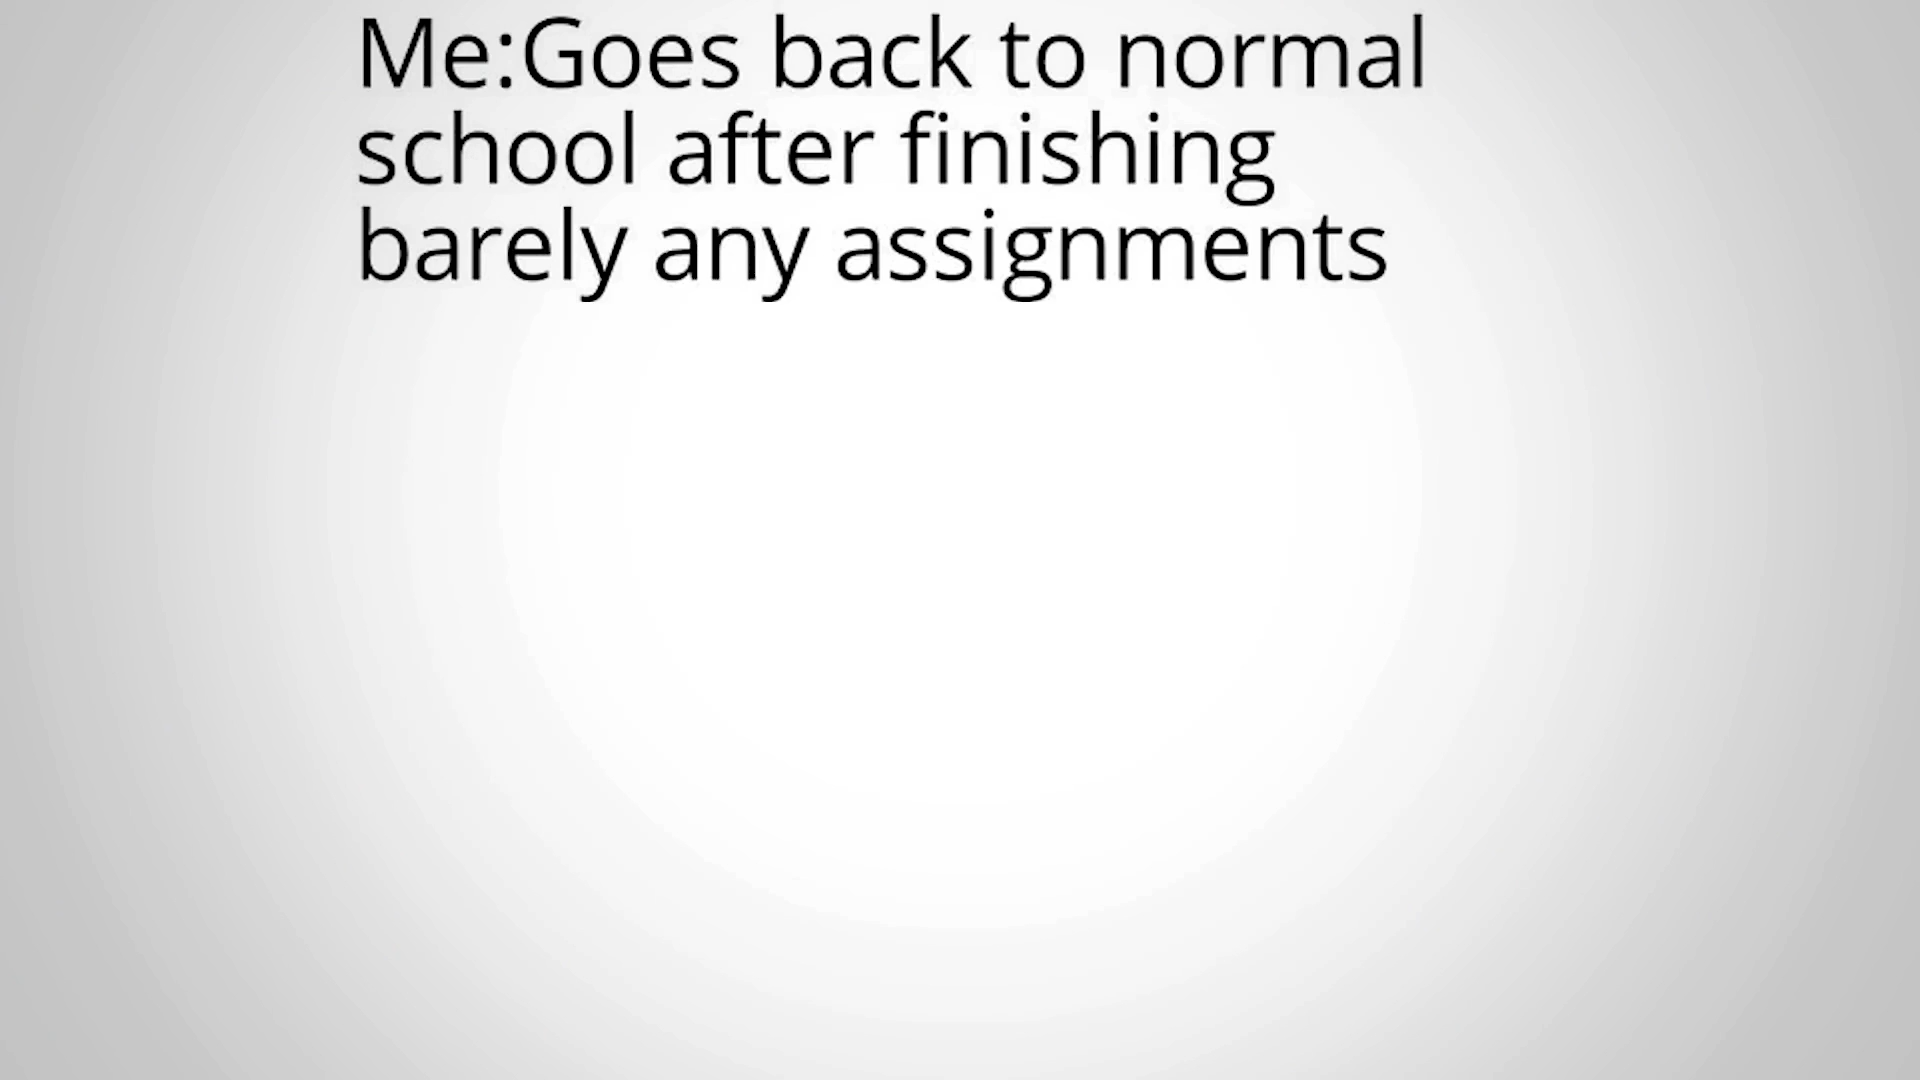 Me:Goes back to normal
school after finishing
barely any assignments